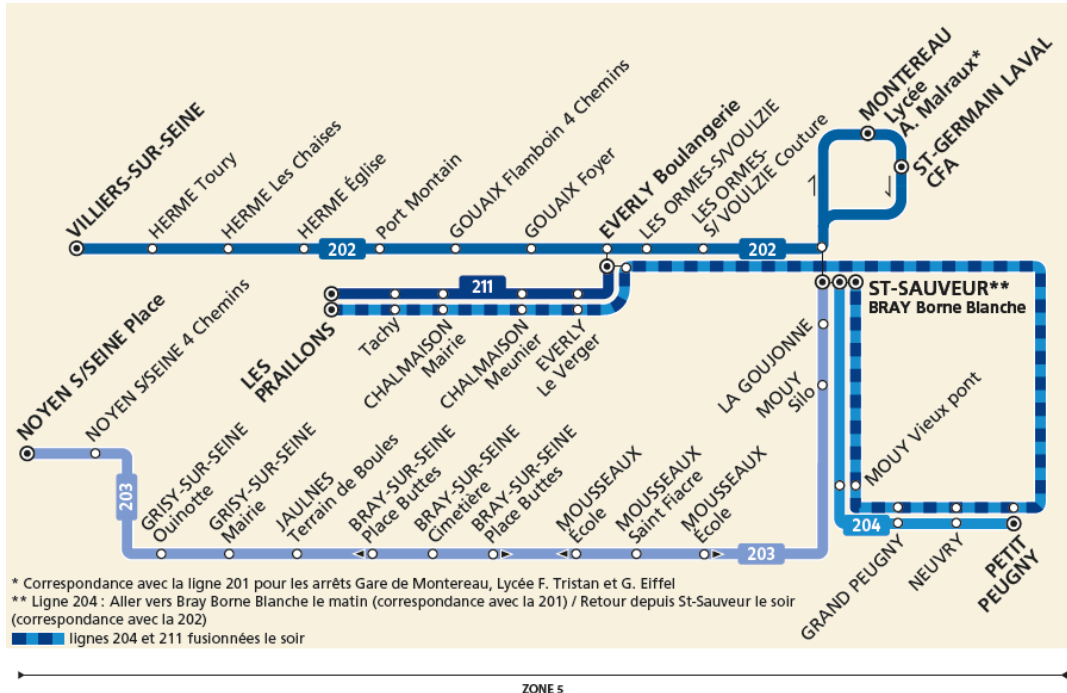 VILLIERS-SUR-SEINE
HERME Toury
HERME Les Chaises
HERME Église
Port Montain
GOUAIX Flamboin 4 Chemins
GOUAIX Foyer
EVERLY Boulangerie
LES ORMES-S/VOULZIE
LES ORMES-
S/ VOULZIE Couture
MONTEREAU
Lycée
A. Malraux*
ST-GERMAIN LAVAL
CFA
202
202
211
LES
PRAILLONS
Tachy
CHALMAISON
Mairie
CHALMAISON
Meunier
EVERLY
Le Verger
ST-SAUVEUR**
BRAY Borne Blanche
LA GOUJONNE
MOUY
Silo
MOUY Vieux pont
NOYEN S/SEINE Place
NOYEN S/SEINE 4 Chemins
203
GRISY-SUR-SEINE
Quinotte
GRISY-SUR-SEINE
Mairie
JAULNES
Terrain de Boules
BRAY-SUR-SEINE
Place Buttes
BRAY-SUR-SEINE
Cimetière
BRAY-SUR-SEINE
Place Buttes
MOUSSEAUX
École
MOUSSEAUX
Saint Fiacre
MOUSSEAUX
École
203
204
GRAND PEUGNY
NEUVRY
PETIT
PEUGNY
* Correspondance avec la ligne 201 pour les arrêts Gare de Montereau, Lycée F. Tristan et G. Eiffel
** Ligne 204 : Aller vers Bray Borne Blanche le matin (correspondance avec la 201) / Retour depuis St-Sauveur le soir
(correspondance avec la 202)
lignes 204 et 211 fusionnées le soir
ZONE 5